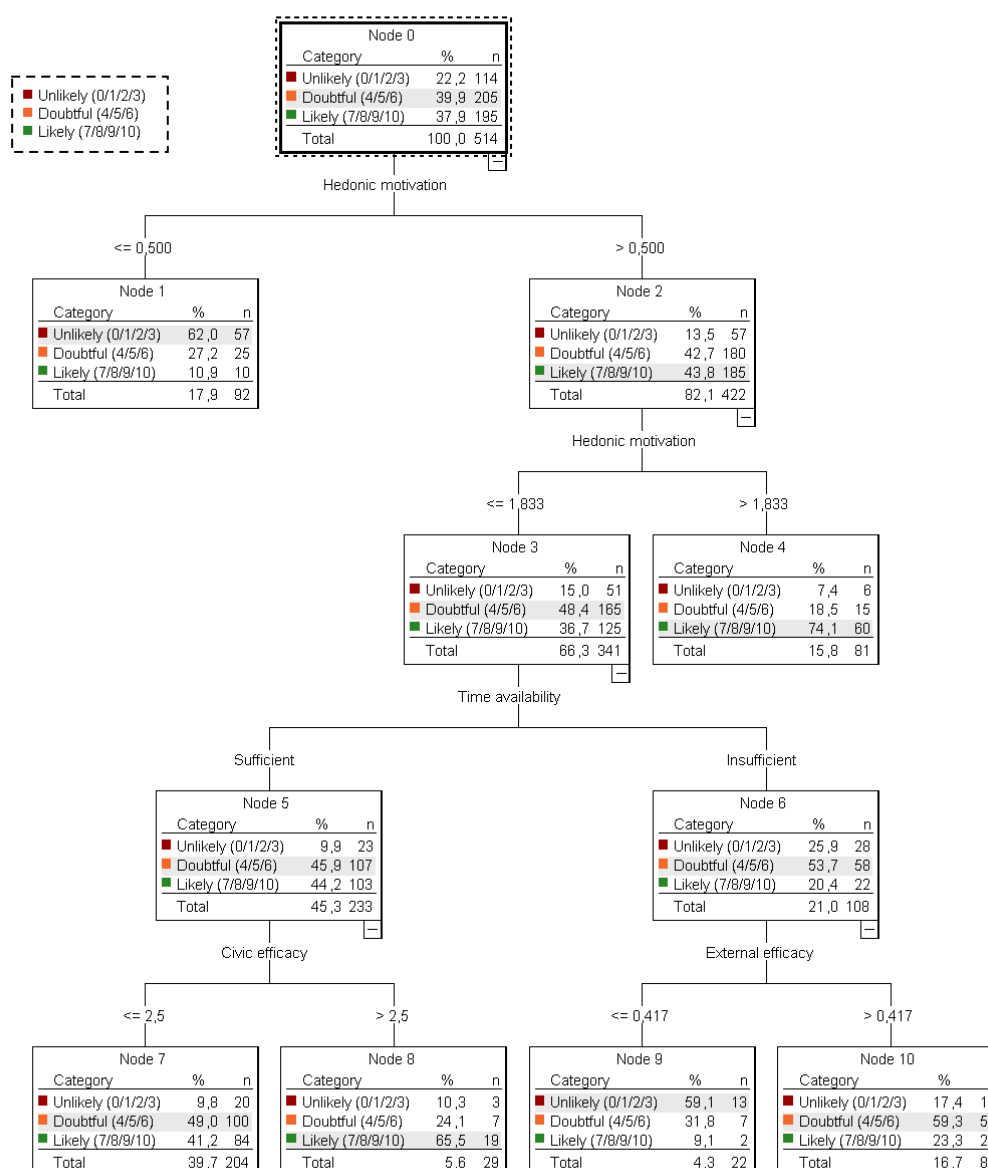 Node 0
Category % n
Unlikely (0/1/2/3) 22,2 114
Doubtful (4/5/6) 39,9 205
Likely (7/8/9/10) 37,9 195
Total 100,0 514
Unlikely (0/1/2/3)
Doubtful (4/5/6)
Likely (7/8/9/10)
Hedonic motivation
<= 0,500
> 0,500
Node 1
Category % n
Unlikely (0/1/2/3) 62,0 57
Doubtful (4/5/6) 27,2 25
Likely (7/8/9/10) 10,9 10
Total 17,9 92
Node 2
Category % n
Unlikely (0/1/2/3) 13,5 57
Doubtful (4/5/6) 42,7 180
Likely (7/8/9/10) 43,8 185
Total 82,1 422
Hedonic motivation
<= 1,833
> 1,833
Node 3
Category % n
Unlikely (0/1/2/3) 15,0 51
Doubtful (4/5/6) 48,4 165
Likely (7/8/9/10) 36,7 125
Total 66,3 341
Node 4
Category % n
Unlikely (0/1/2/3) 7,4 6
Doubtful (4/5/6) 18,5 15
Likely (7/8/9/10) 74,1 60
Total 15,8 81
Time availability
Sufficient
Insufficient
Node 5
Category % n
Unlikely (0/1/2/3) 9,9 23
Doubtful (4/5/6) 45,9 107
Likely (7/8/9/10) 44,2 103
Total 45,3 233
Node 6
Category % n
Unlikely (0/1/2/3) 25,9 28
Doubtful (4/5/6) 53,7 58
Likely (7/8/9/10) 20,4 22
Total 21,0 108
Civic efficacy
External efficacy
<= 2,5
> 2,5
<= 0,417
> 0,417
Node 7
Category % n
Unlikely (0/1/2/3) 9,8 20
Doubtful (4/5/6) 49,0 100
Likely (7/8/9/10) 41,2 84
Total 39,7 204
Node 8
Category % n
Unlikely (0/1/2/3) 10,3 3
Doubtful (4/5/6) 24,1 7
Likely (7/8/9/10) 65,5 19
Total 5,6 29
Node 9
Category % n
Unlikely (0/1/2/3) 59,1 13
Doubtful (4/5/6) 31,8 7
Likely (7/8/9/10) 9,1 2
Total 4,3 22
Node 10
Category %
Unlikely (0/1/2/3) 17,4 1
Doubtful (4/5/6) 59,3 5
Likely (7/8/9/10) 23,3 2
Total 16,7 8